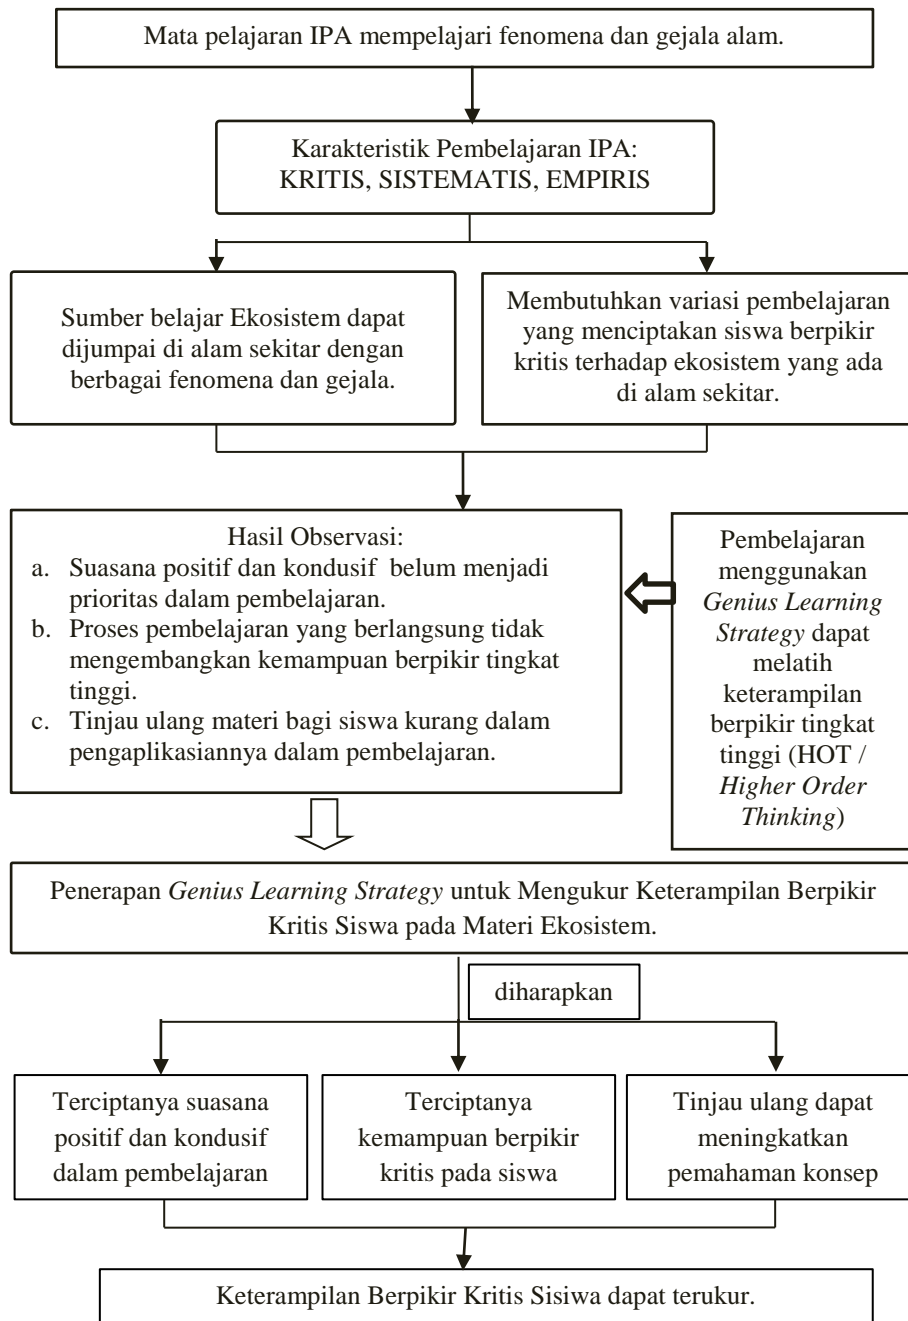 Mata pelajaran IPA mempelajari fenomena dan gejala alam.
Karakteristik Pembelajaran IPA:
KRITIS, SISTEMATIS, EMPIRIS
Sumber belajar Ekosistem dapat
dijumpai di alam sekitar dengan
berbagai fenomena dan gejala.
Membutuhkan variasi pembelajaran
yang menciptakan siswa berpikir
kritis terhadap ekosistem yang ada
di alam sekitar.
Hasil Observasi:
a. Suasana positif dan kondusif belum menjadi
prioritas dalam pembelajaran.
b. Proses pembelajaran yang berlangsung tidak
mengembangkan kemampuan berpikir tingkat
tinggi.
c. Tinjau ulang materi bagi siswa kurang dalam
pengaplikasiannya dalam pembelajaran.
Pembelajaran
menggunakan
Genius Learning
Strategy dapat
melatih
keterampilan
berpikir tingkat
tinggi (HOT /
Higher Order
Thinking)
Penerapan Genius Learning Strategy untuk Mengukur Keterampilan Berpikir
Kritis Siswa pada Materi Ekosistem.
diharapkan
Terciptanya suasana
positif dan kondusif
dalam pembelajaran
Terciptanya
kemampuan berpikir
kritis pada siswa
Tinjau ulang dapat
meningkatkan
pemahaman konsep
Keterampilan Berpikir Kritis Sisiwa dapat terukur.